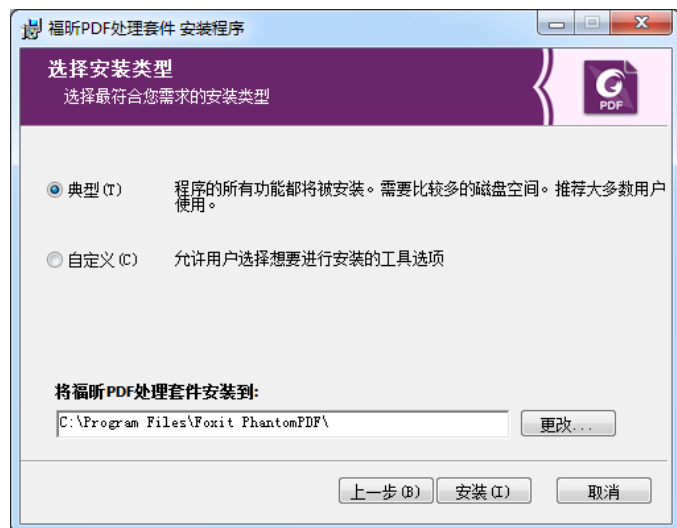 福昕PDF处理套件 安装程序
选择安装类型
选择最符合您需求的安装类型
PDF
典型(T)
程序的所有功能都将被安装。需要比较多的磁盘空间。推荐大多数用户
使用。
自定义(C)
允许用户选择想要进行安装的工具选项
将福昕PDF处理套件安装到:
C:\Program Files\Foxit PhantomPDF\
更改...
上一步(B)
安装(I)
取消